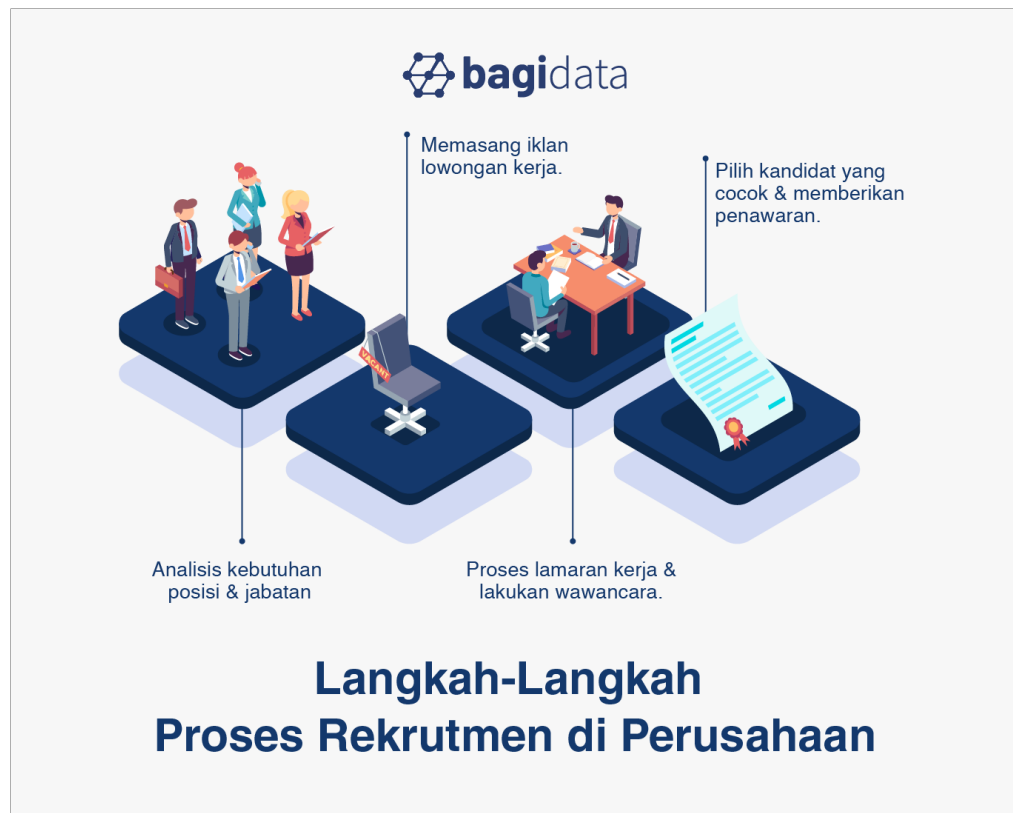 bagidata
Memasang iklan
lowongan kerja.
Pilih kandidat yang
cocok & memberikan
penawaran.
VACANT
Analisis kebutuhan
posisi & jabatan
Proses lamaran kerja &
lakukan wawancara.
Langkah-Langkah
Proses Rekrutmen di Perusahaan